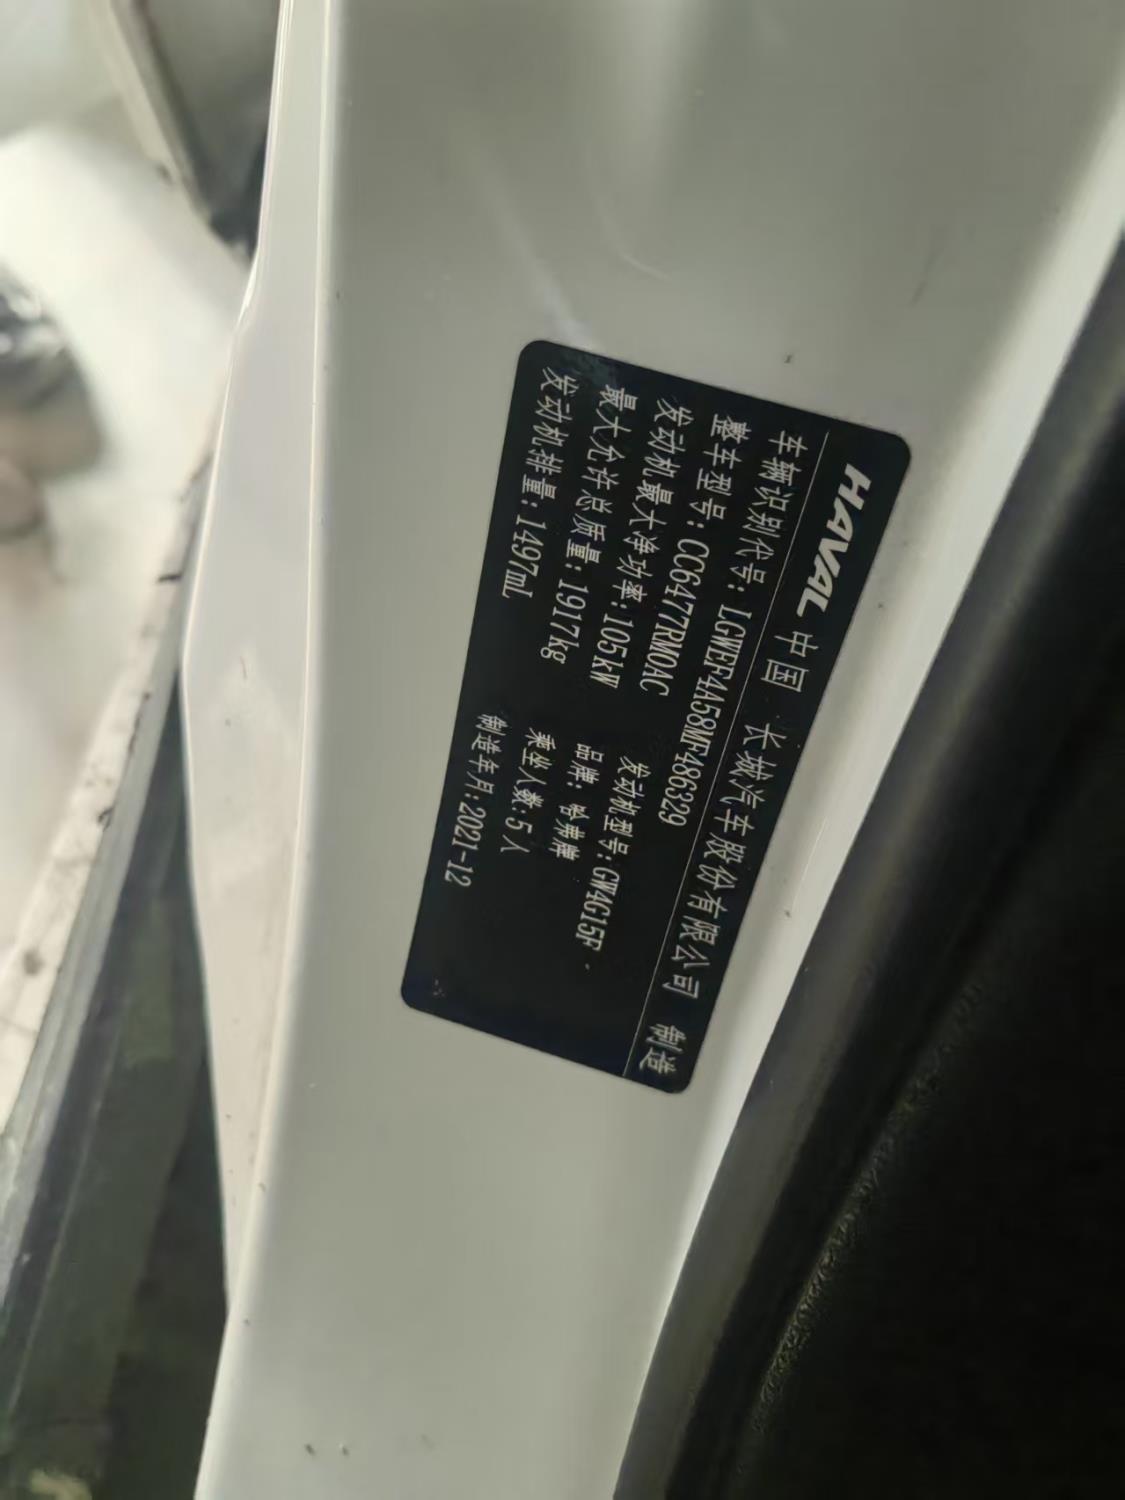 HAVAL 中国 长城汽车股份有限公司 制造
车辆识别代号：LGWEF4A58MF486329
整车型号：CC6477RM0AC
发动机最大净功率：105kW 发动机型号：GW4G15F
最大允许总质量：1917kg 品牌：哈弗牌
发动机排量：1497mL 乘坐人数：5人
制造年月：2021-12